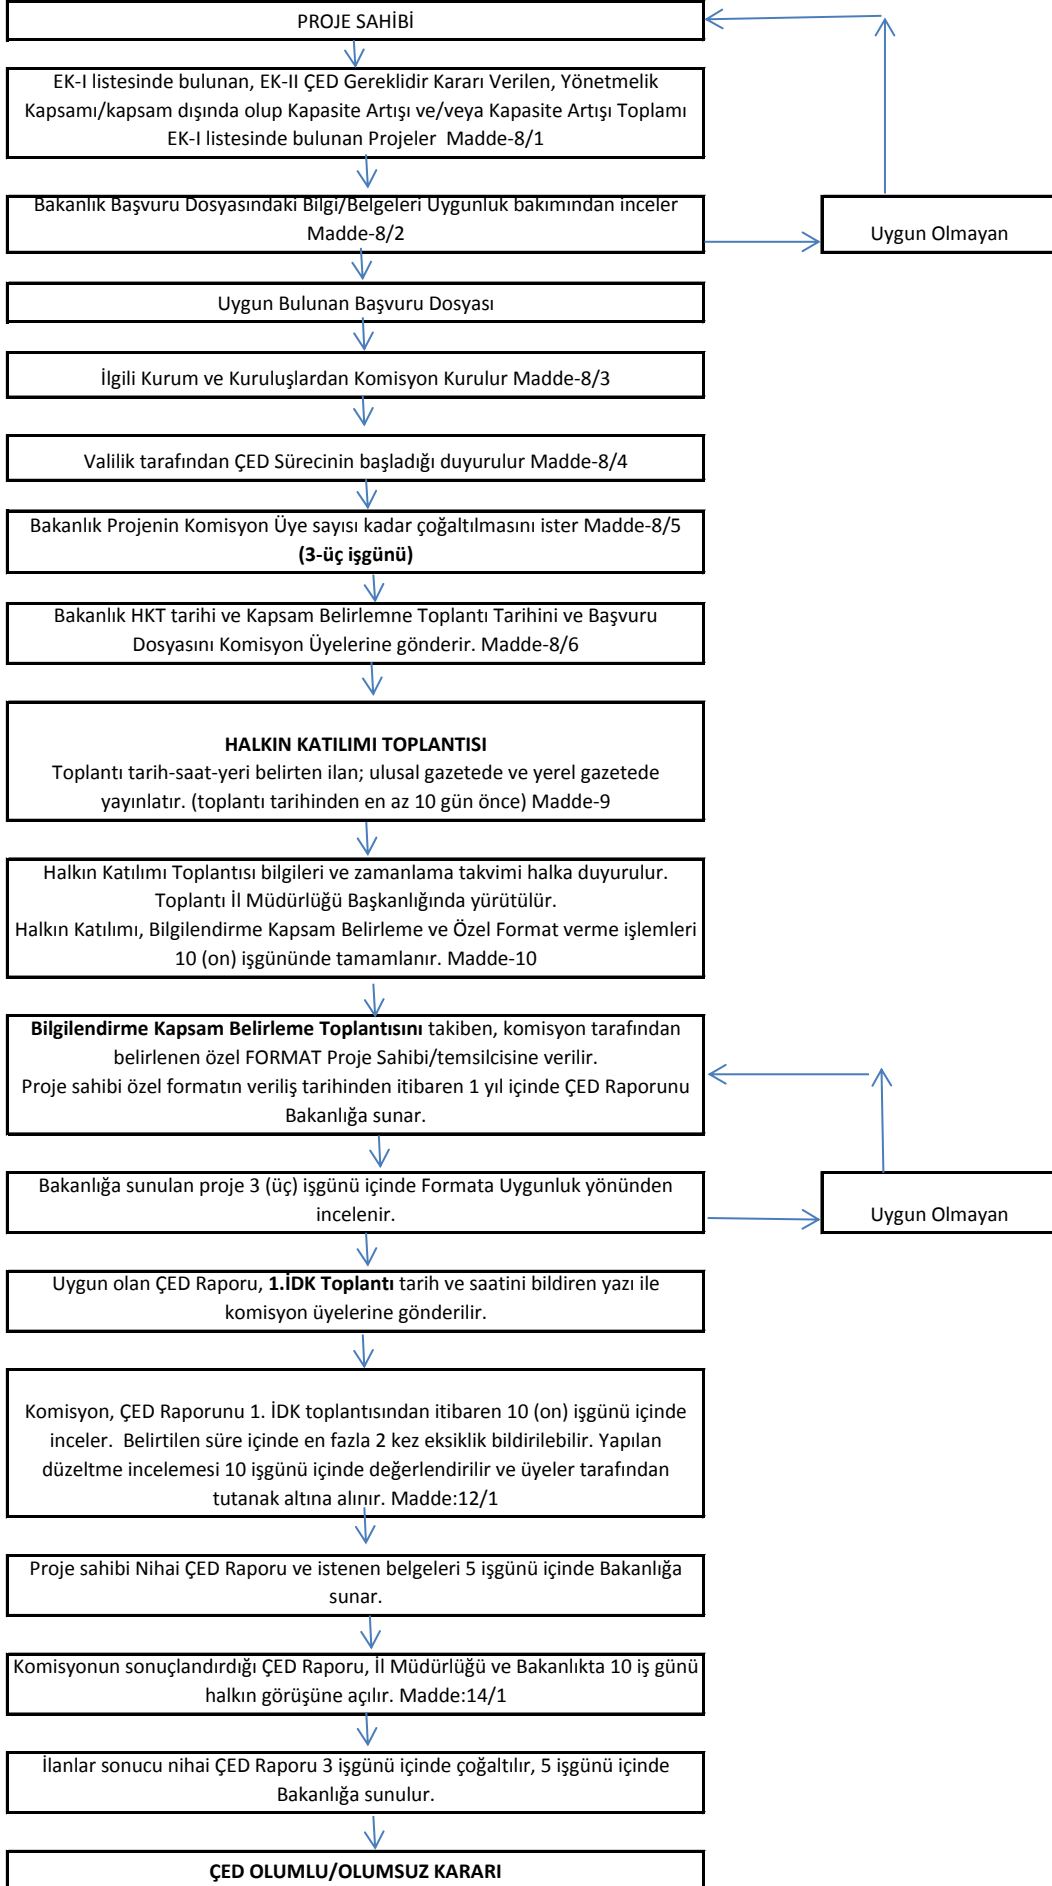 PROJE SAHİBİ
EK-I listesinde bulunan, EK-II ÇED Gereklidir Kararı Verilen, Yönetmelik
Kapsamı/kapsam dışında olup Kapasite Artışı ve/veya Kapasite Artışı Toplamı
EK-I listesinde bulunan Projeler  Madde-8/1
Bakanlık Başvuru Dosyasındaki Bilgi/Belgeleri Uygunluk bakımından inceler
Madde-8/2
Uygun Olmayan
Uygun Bulunan Başvuru Dosyası
İlgili Kurum ve Kuruluşlardan Komisyon Kurulur Madde-8/3
Valilik tarafından ÇED Sürecinin başladığı duyurulur Madde-8/4
Bakanlık Projenin Komisyon Üye sayısı kadar çoğaltılmasını ister Madde-8/5
(3-üç işgünü)
Bakanlık HKT tarihi ve Kapsam Belirlemne Toplantı Tarihini ve Başvuru
Dosyasını Komisyon Üyelerine gönderir. Madde-8/6
HALKIN KATILIMI TOPLANTISI
Toplantı tarih-saat-yeri belirten ilan; ulusal gazetede ve yerel gazetede
yayınlatır. (toplantı tarihinden en az 10 gün önce) Madde-9
Halkın Katılımı Toplantısı bilgileri ve zamanlama takvimi halka duyurulur.
Toplantı İl Müdürlüğü Başkanlığında yürütülür.
Halkın Katılımı, Bilgilendirme Kapsam Belirleme ve Özel Format verme işlemleri
10 (on) işgününde tamamlanır. Madde-10
Bilgilendirme Kapsam Belirleme Toplantısını takiben, komisyon tarafından
belirlenen özel FORMAT Proje Sahibi/temsilcisine verilir.
Proje sahibi özel formatın veriliş tarihinden itibaren 1 yıl içinde ÇED Raporunu
Bakanlığa sunar.
Bakanlığa sunulan proje 3 (üç) işgünü içinde Formata Uygunluk yönünden
incelenir.
Uygun Olmayan
Uygun olan ÇED Raporu, 1.İDK Toplantı tarih ve saatini bildiren yazı ile
komisyon üyelerine gönderilir.
Komisyon, ÇED Raporunu 1. İDK toplantısından itibaren 10 (on) işgünü içinde
inceler.  Belirtilen süre içinde en fazla 2 kez eksiklik bildirilebilir. Yapılan
düzeltme incelemesi 10 işgünü içinde değerlendirilir ve üyeler tarafından
tutanak altına alınır. Madde:12/1
Proje sahibi Nihai ÇED Raporu ve istenen belgeleri 5 işgünü içinde Bakanlığa
sunar.
Komisyonun sonuçlandırdığı ÇED Raporu, İl Müdürlüğü ve Bakanlıkta 10 iş günü
halkın görüşüne açılır. Madde:14/1
İlanlar sonucu nihai ÇED Raporu 3 işgünü içinde çoğaltılır, 5 işgünü içinde
Bakanlığa sunulur.
ÇED OLUMLU/OLUMSUZ KARARI